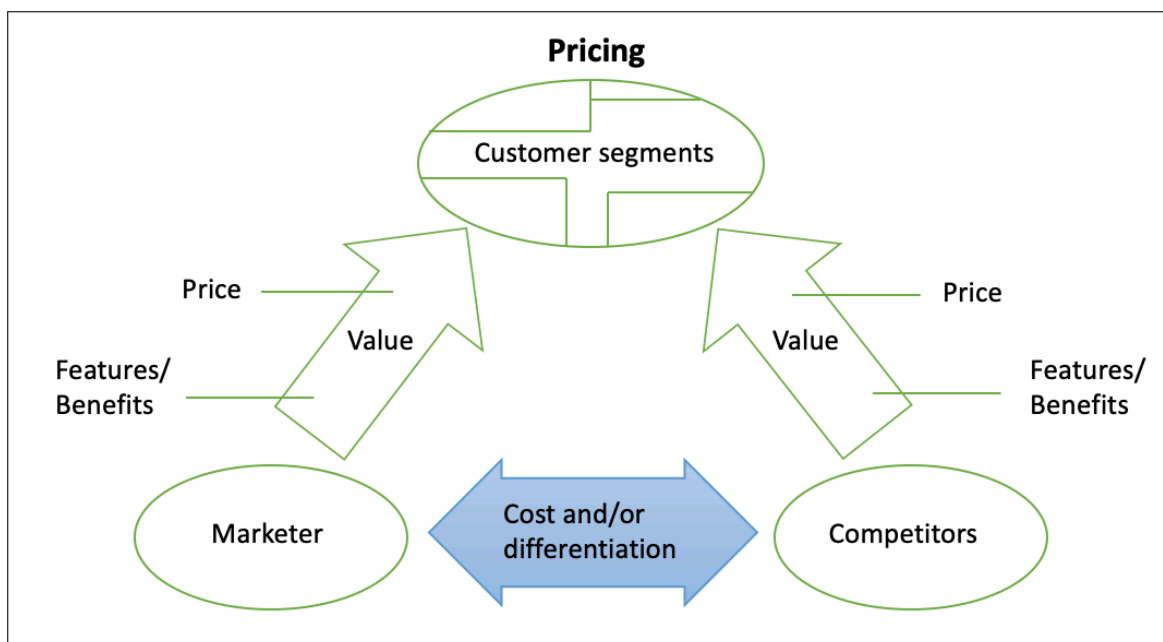 Pricing
Customer segments
Price
Value
Features/
Benefits
Price
Value
Features/
Benefits
Marketer
Cost and/or
differentiation
Competitors